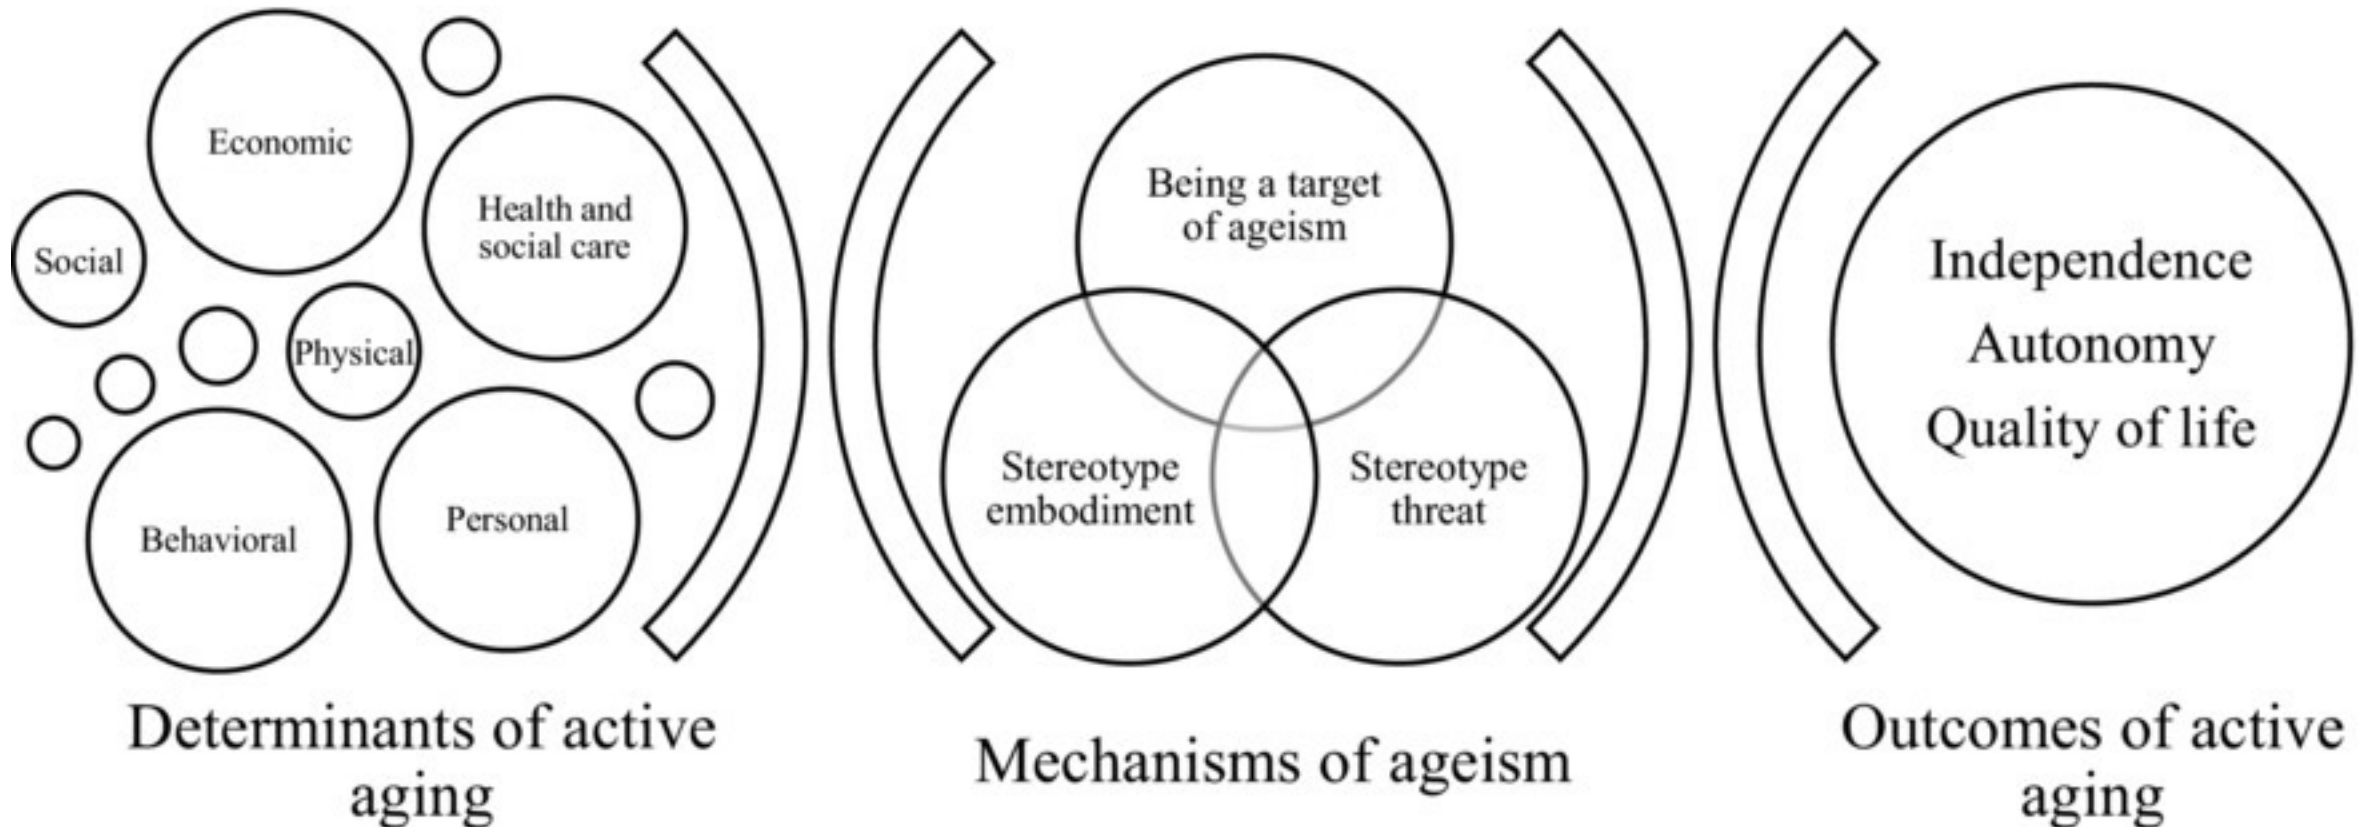 Economic
Health and
social care
Social
Physical
Behavioral
Personal
Determinants of active
aging
Being a target
of ageism
Stereotype
embodiment
Stereotype
threat
Mechanisms of ageism
Independence
Autonomy
Quality of life
Outcomes of active
aging